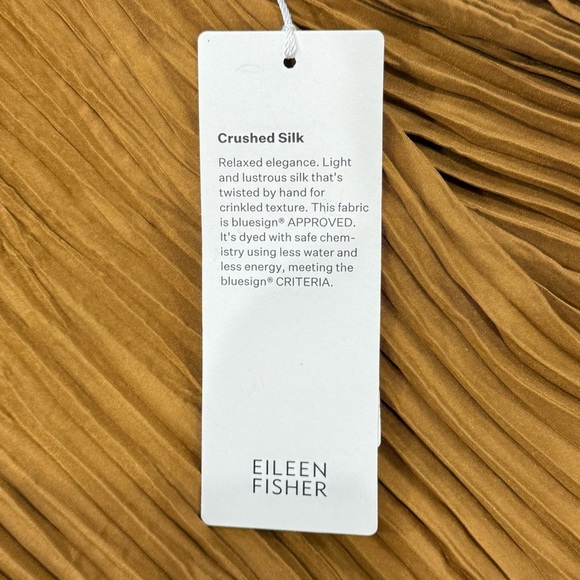 Crushed Silk
Relaxed elegance. Light
and lustrous silk that's
twisted by hand for
crinkled texture. This fabric
is bluesign® APPROVED.
It's dyed with safe chem-
istry using less water and
less energy, meeting the
bluesign® CRITERIA.
EILEEN
FISHER